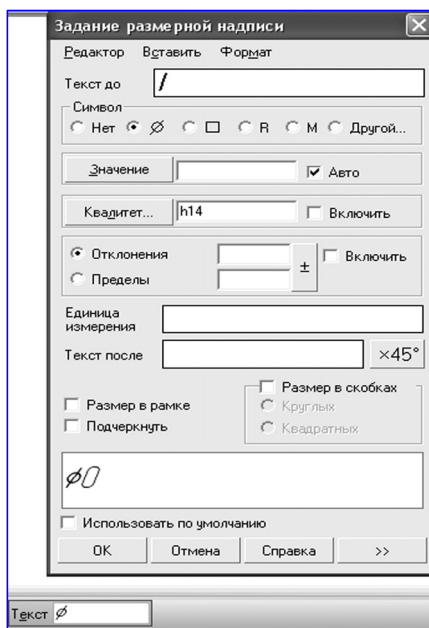 Задание размерной надписи
Редактор Вставить Формат
Текст до /
Символ
Нет ∅ □ R M Другой...
Значение Авто
Квалитет... h14 Включить
Отклонения ± Включить
Пределы
Единица
измерения
Текст после ×45°
Размер в скобках
Размер в рамке Круглых
Подчеркнуть Квадратных
∅0
Использовать по умолчанию
OK Отмена Справка >>
Текст ∅